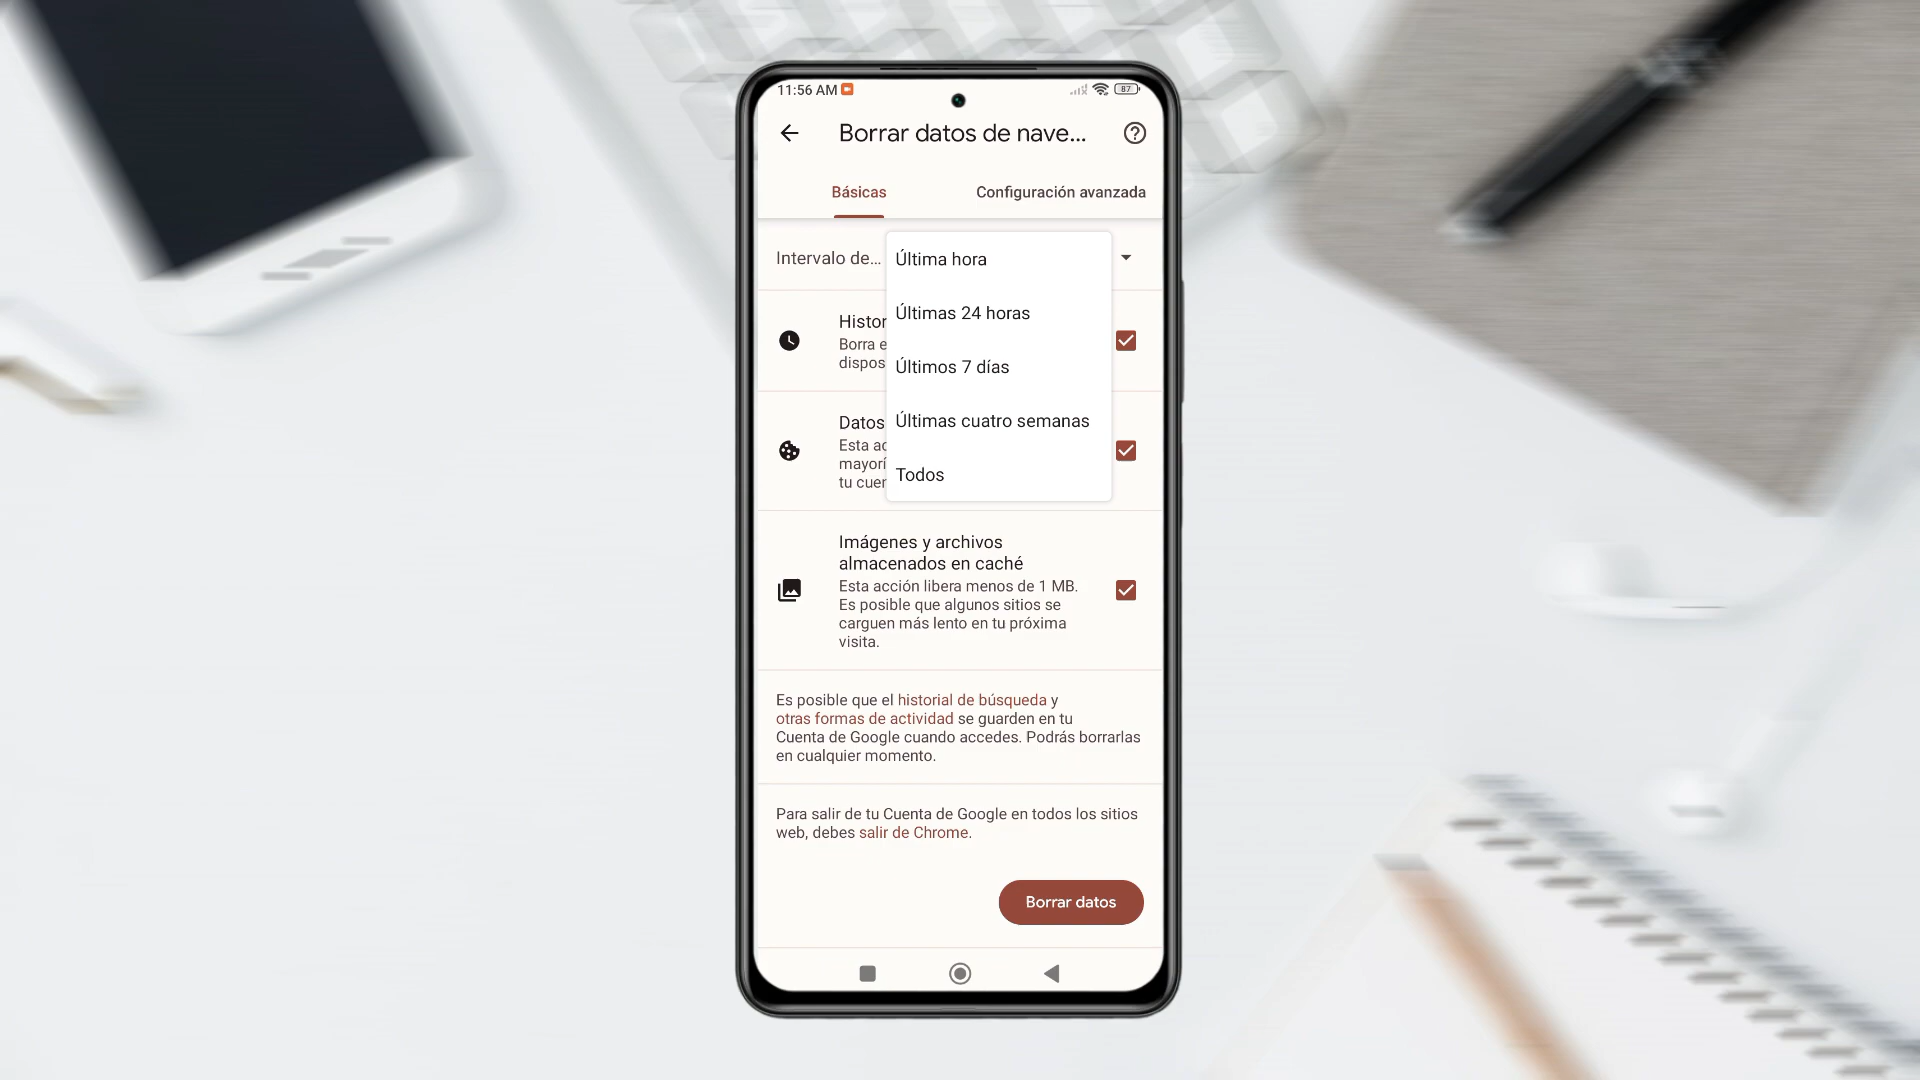 11:56 AM
87
Borrar datos de nave...
Básicas
Configuración avanzada
Intervalo de...
Última hora
Últimas 24 horas
Últimos 7 días
Últimas cuatro semanas
Todos
Histor
Borra e
dispos
Datos
Esta ac
mayorí
tu cuen
Imágenes y archivos
almacenados en caché
Esta acción libera menos de 1 MB.
Es posible que algunos sitios se
carguen más lento en tu próxima
visita.
Es posible que el historial de búsqueda y
otras formas de actividad se guarden en tu
Cuenta de Google cuando accedes. Podrás borrarlas
en cualquier momento.
Para salir de tu Cuenta de Google en todos los sitios
web, debes salir de Chrome.
Borrar datos